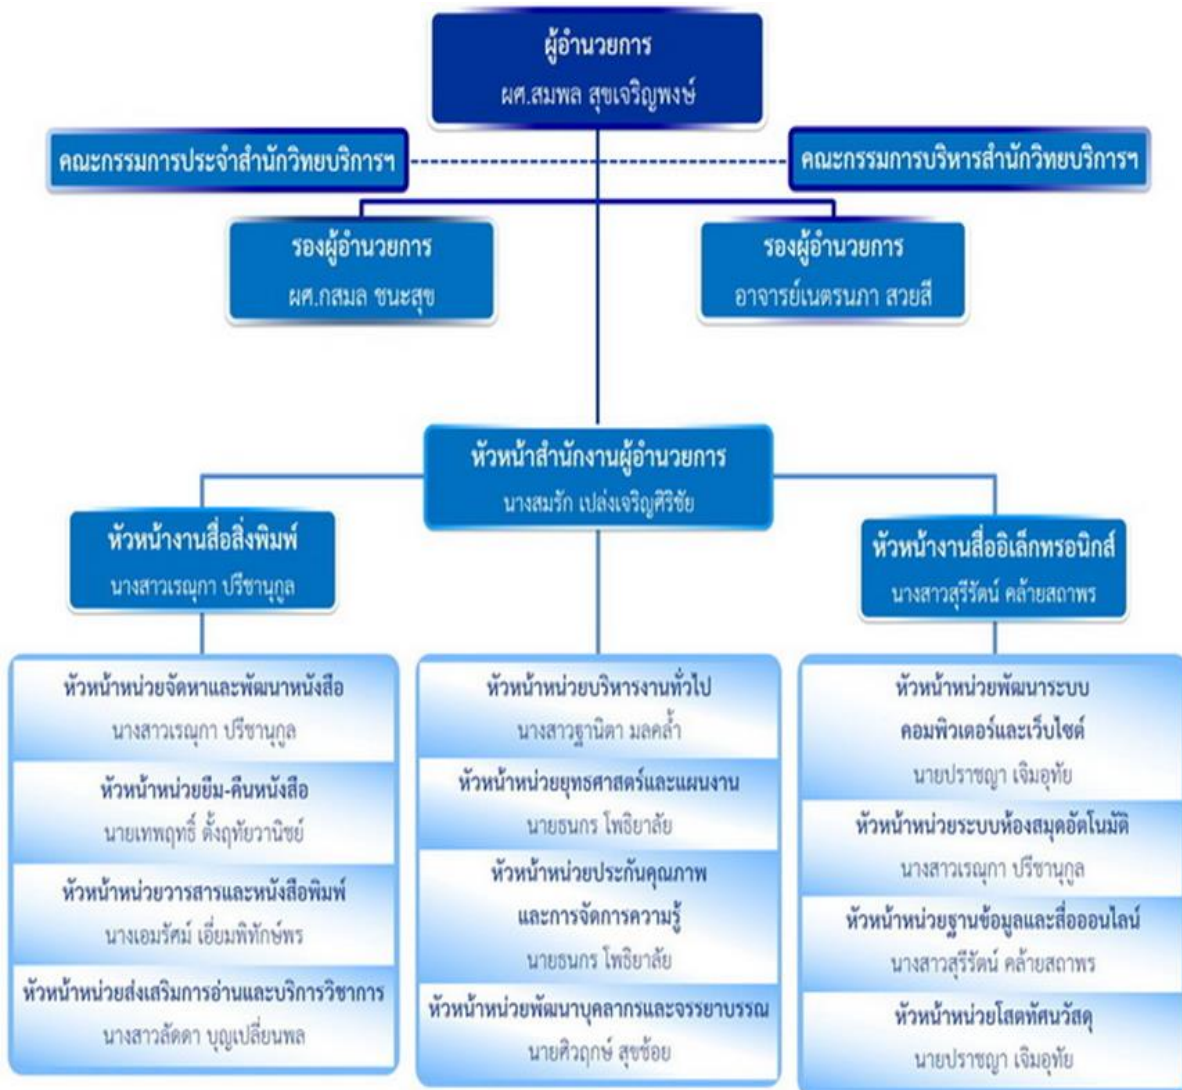 ผู้อำนวยการ
ผศ.สมพล สุขเจริญพงษ์
คณะกรรมการประจำสำนักวิทยบริการฯ
คณะกรรมการบริหารสำนักวิทยบริการฯ
รองผู้อำนวยการ
ผศ.กสมล ชนะสุข
รองผู้อำนวยการ
อาจารย์เนตรนภา สวยสี
หัวหน้าสำนักงานผู้อำนวยการ
นางสมรัก เปล่งเจริญศิริชัย
หัวหน้างานสื่อสิ่งพิมพ์
นางสาวเรณุกา ปรีชานุกูล
หัวหน้างานสื่ออิเล็กทรอนิกส์
นางสาวสุรีรัตน์ คล้ายสถาพร
หัวหน้าหน่วยจัดหาและพัฒนาหนังสือ
นางสาวเรณุกา ปรีชานุกูล
หัวหน้าหน่วยยืม-คืนหนังสือ
นายเทพฤทธิ์ ตั้งฤทัยวานิชย์
หัวหน้าหน่วยวารสารและหนังสือพิมพ์
นางเอมรัศม์ เอี่ยมพิทักษ์พร
หัวหน้าหน่วยส่งเสริมการอ่านและบริการวิชาการ
นางสาวลัดดา บุญเปลี่ยนพล
หัวหน้าหน่วยบริหารงานทั่วไป
นางสาวฐานิตา มลคล้ำ
หัวหน้าหน่วยยุทธศาสตร์และแผนงาน
นายธนกร โพธิยาลัย
หัวหน้าหน่วยประกันคุณภาพ
และการจัดการความรู้
นายธนกร โพธิยาลัย
หัวหน้าหน่วยพัฒนาบุคลากรและจรรยาบรรณ
นายศิวฤกษ์ สุขช้อย
หัวหน้าหน่วยพัฒนาระบบ
คอมพิวเตอร์และเว็บไซต์
นายปราชญา เจิมอุทัย
หัวหน้าหน่วยระบบห้องสมุดอัตโนมัติ
นางสาวเรณุกา ปรีชานุกูล
หัวหน้าหน่วยฐานข้อมูลและสื่อออนไลน์
นางสาวสุรีรัตน์ คล้ายสถาพร
หัวหน้าหน่วยโสตทัศนวัสดุ
นายปราชญา เจิมอุทัย